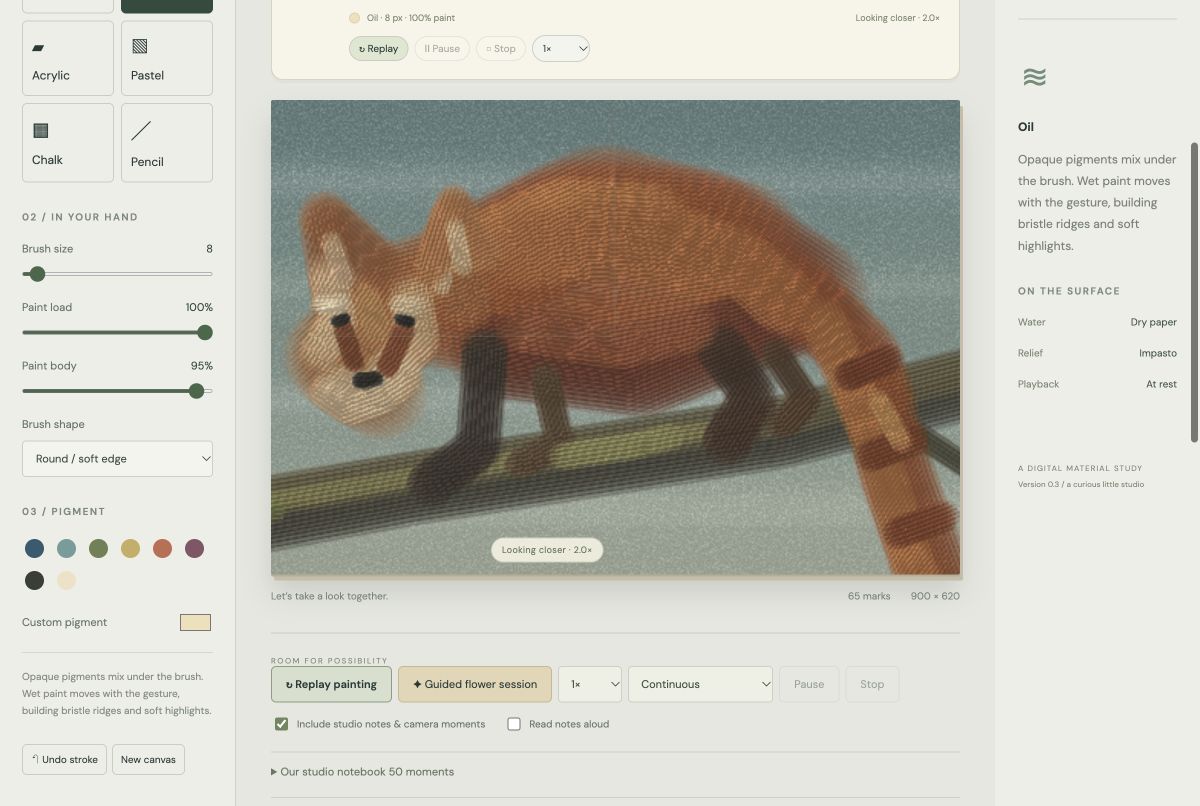 Acrylic
Pastel
Chalk
Pencil
02 / IN YOUR HAND
Brush size 8
Paint load 100%
Paint body 95%
Brush shape
Round / soft edge
03 / PIGMENT
Custom pigment
Opaque pigments mix under the brush.
Wet paint moves with the gesture,
building bristle ridges and soft highlights.
Undo stroke
New canvas
Oil · 8 px · 100% paint
Looking closer · 2.0×
↻ Replay
II Pause
▫ Stop
1×
Looking closer · 2.0×
Let's take a look together.
65 marks
900 × 620
ROOM FOR POSSIBILITY
↻ Replay painting
✦ Guided flower session
1×
Continuous
Pause
Stop
Include studio notes & camera moments
Read notes aloud
▶ Our studio notebook 50 moments
Oil
Opaque pigments mix under
the brush. Wet paint moves
with the gesture, building
bristle ridges and soft
highlights.
ON THE SURFACE
Water Dry paper
Relief Impasto
Playback At rest
A DIGITAL MATERIAL STUDY
Version 0.3 / a curious little studio